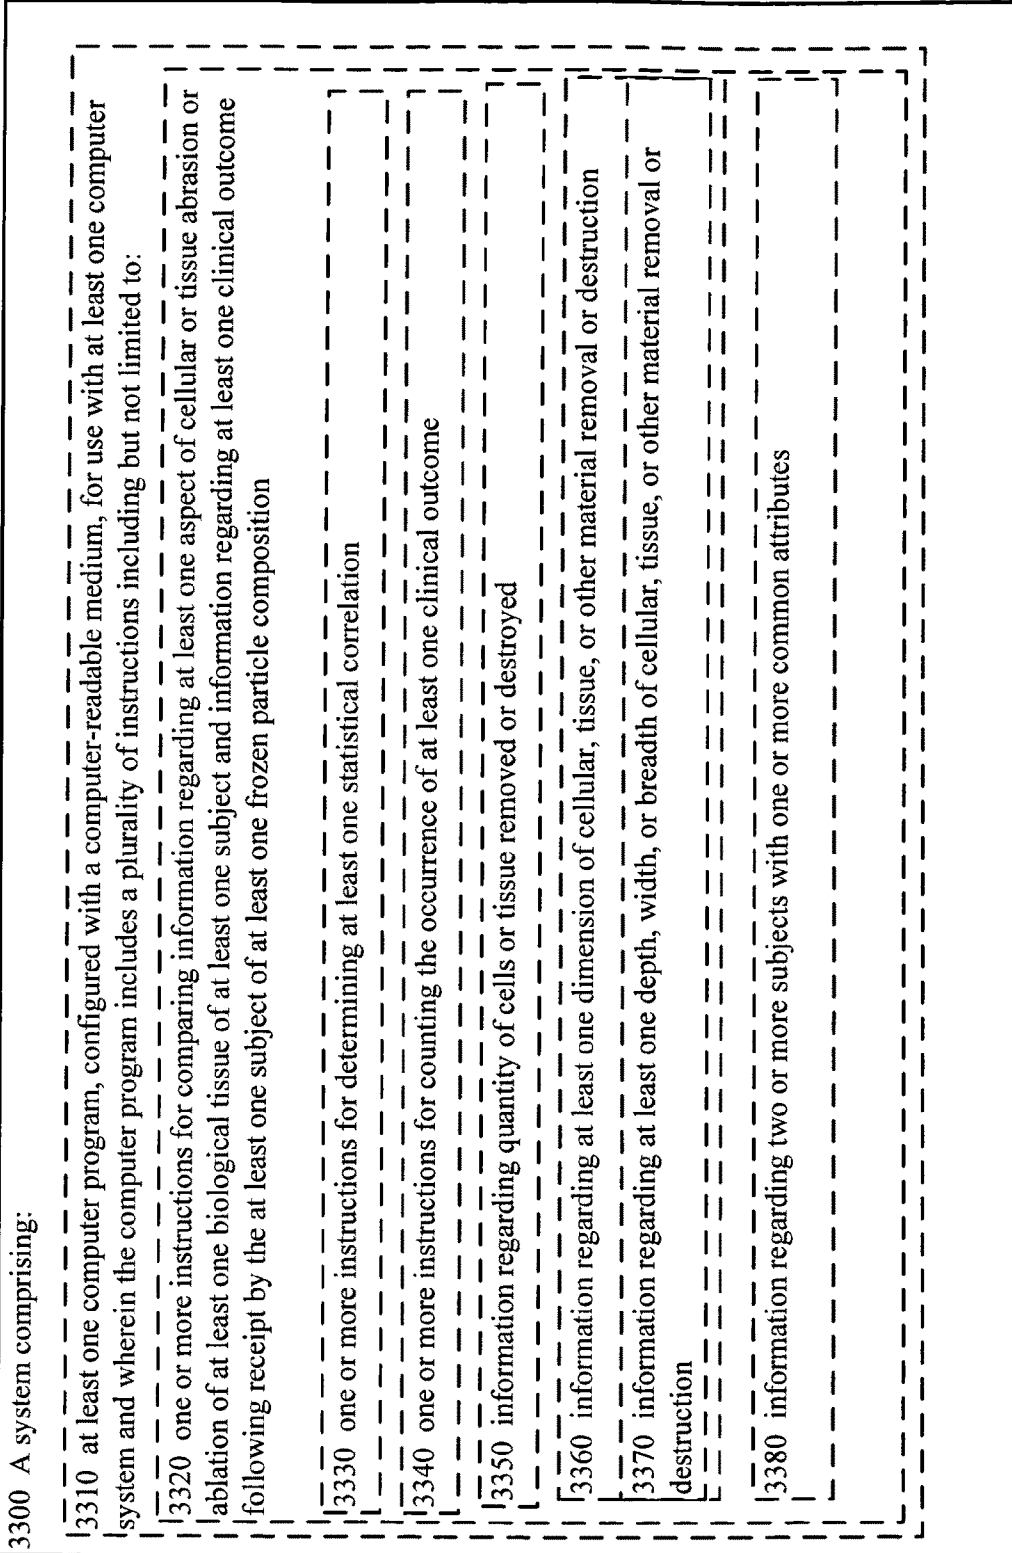 3300 A system comprising:
3310 at least one computer program, configured with a computer-readable medium, for use with at least one computer
system and wherein the computer program includes a plurality of instructions including but not limited to:
3320 one or more instructions for comparing information regarding at least one aspect of cellular or tissue abrasion or
ablation of at least one biological tissue of at least one subject and information regarding at least one clinical outcome
following receipt by the at least one subject of at least one frozen particle composition
3330 one or more instructions for determining at least one statistical correlation
3340 one or more instructions for counting the occurrence of at least one clinical outcome
3350 information regarding quantity of cells or tissue removed or destroyed
3360 information regarding at least one dimension of cellular, tissue, or other material removal or destruction
3370 information regarding at least one depth, width, or breadth of cellular, tissue, or other material removal or
destruction
3380 information regarding two or more subjects with one or more common attributes